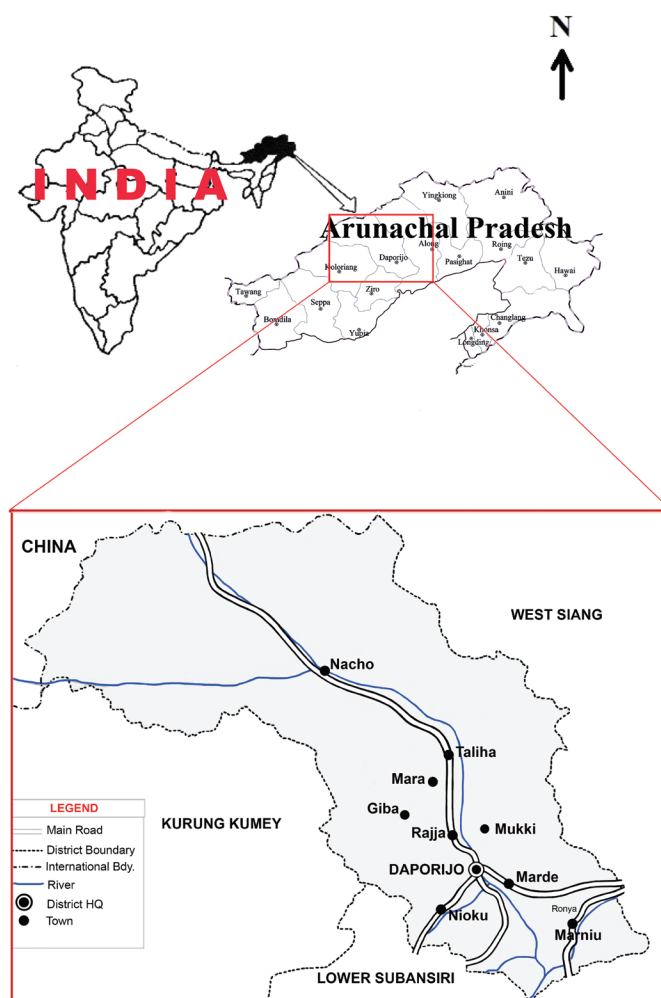 N
INDIA
Arunachal Pradesh
Anini
Yingkiong
Along
Roing
Daporijo
Pasighat
Tezu
Koloriang
Hawai
Tawang
Ziro
Seppa
Changlang
Bomdila
Yupia
Khonsa
Longding
CHINA
WEST SIANG
Nacho
Taliha
Mara
Giba
KURUNG KUMEY
Rajja
Mukki
DAPORIJO
Marde
Nioku
Ronya
Marniu
LOWER SUBANSIRI
LEGEND
Main Road
District Boundary
International Bdy.
River
District HQ
Town